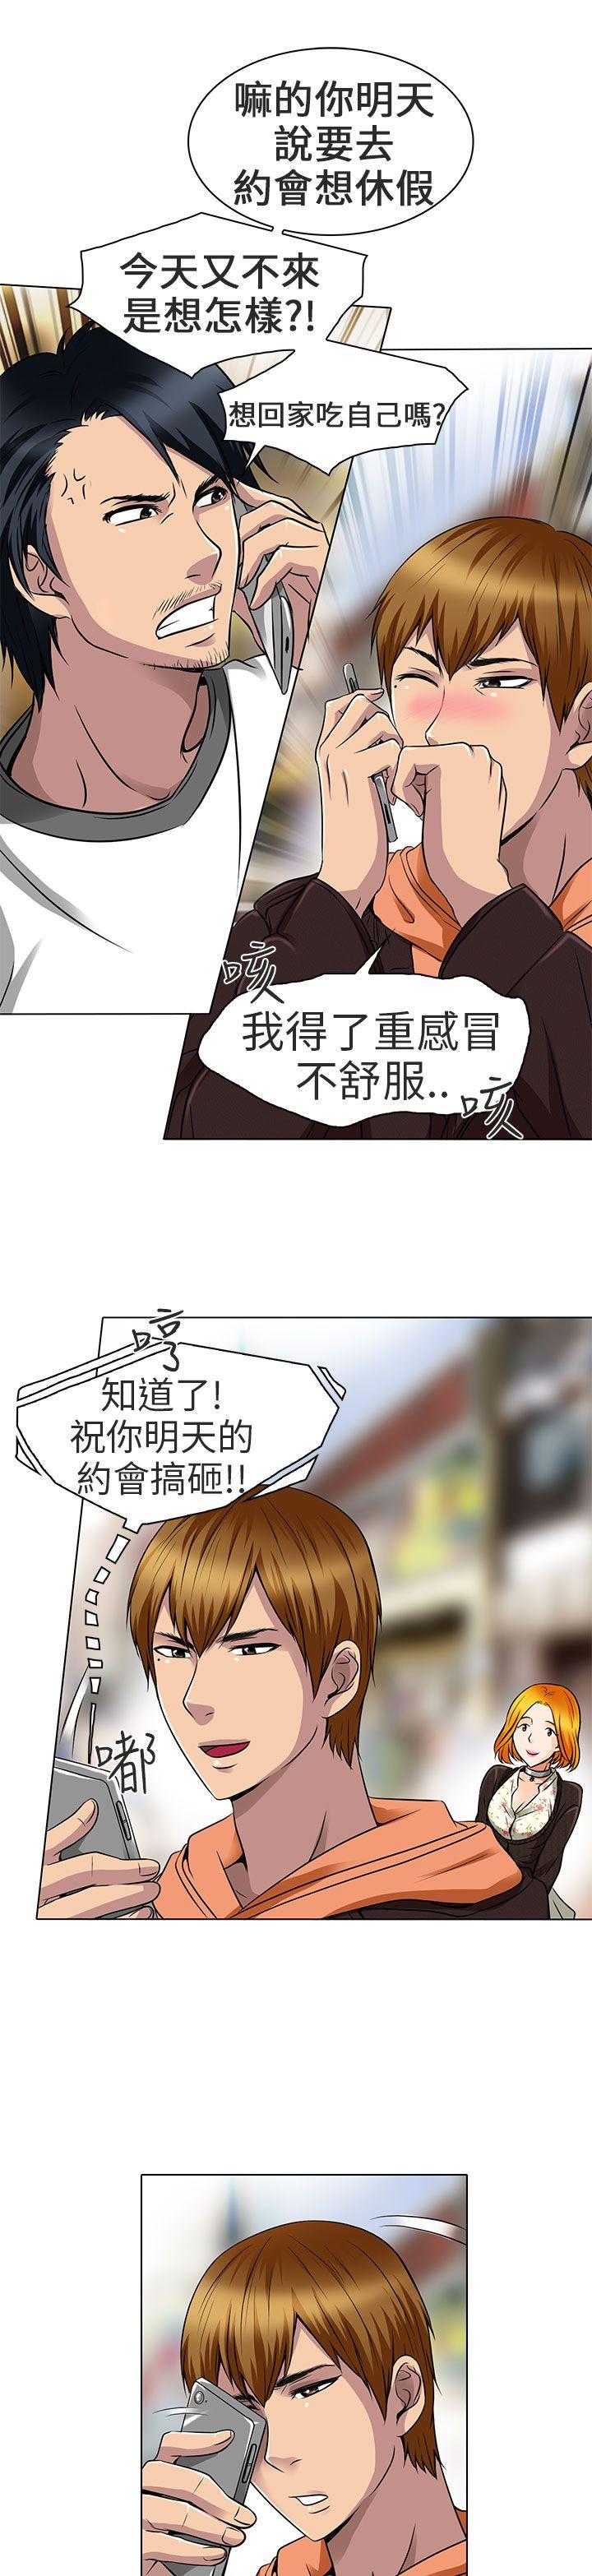 嘛的你明天
說要去
約會想休假
今天又不來
是想怎樣?!
想回家吃自己嗎?
咳
我得了重感冒
不舒服..
咳
哼
知道了!
祝你明天的
約會搞砸!!
嘟